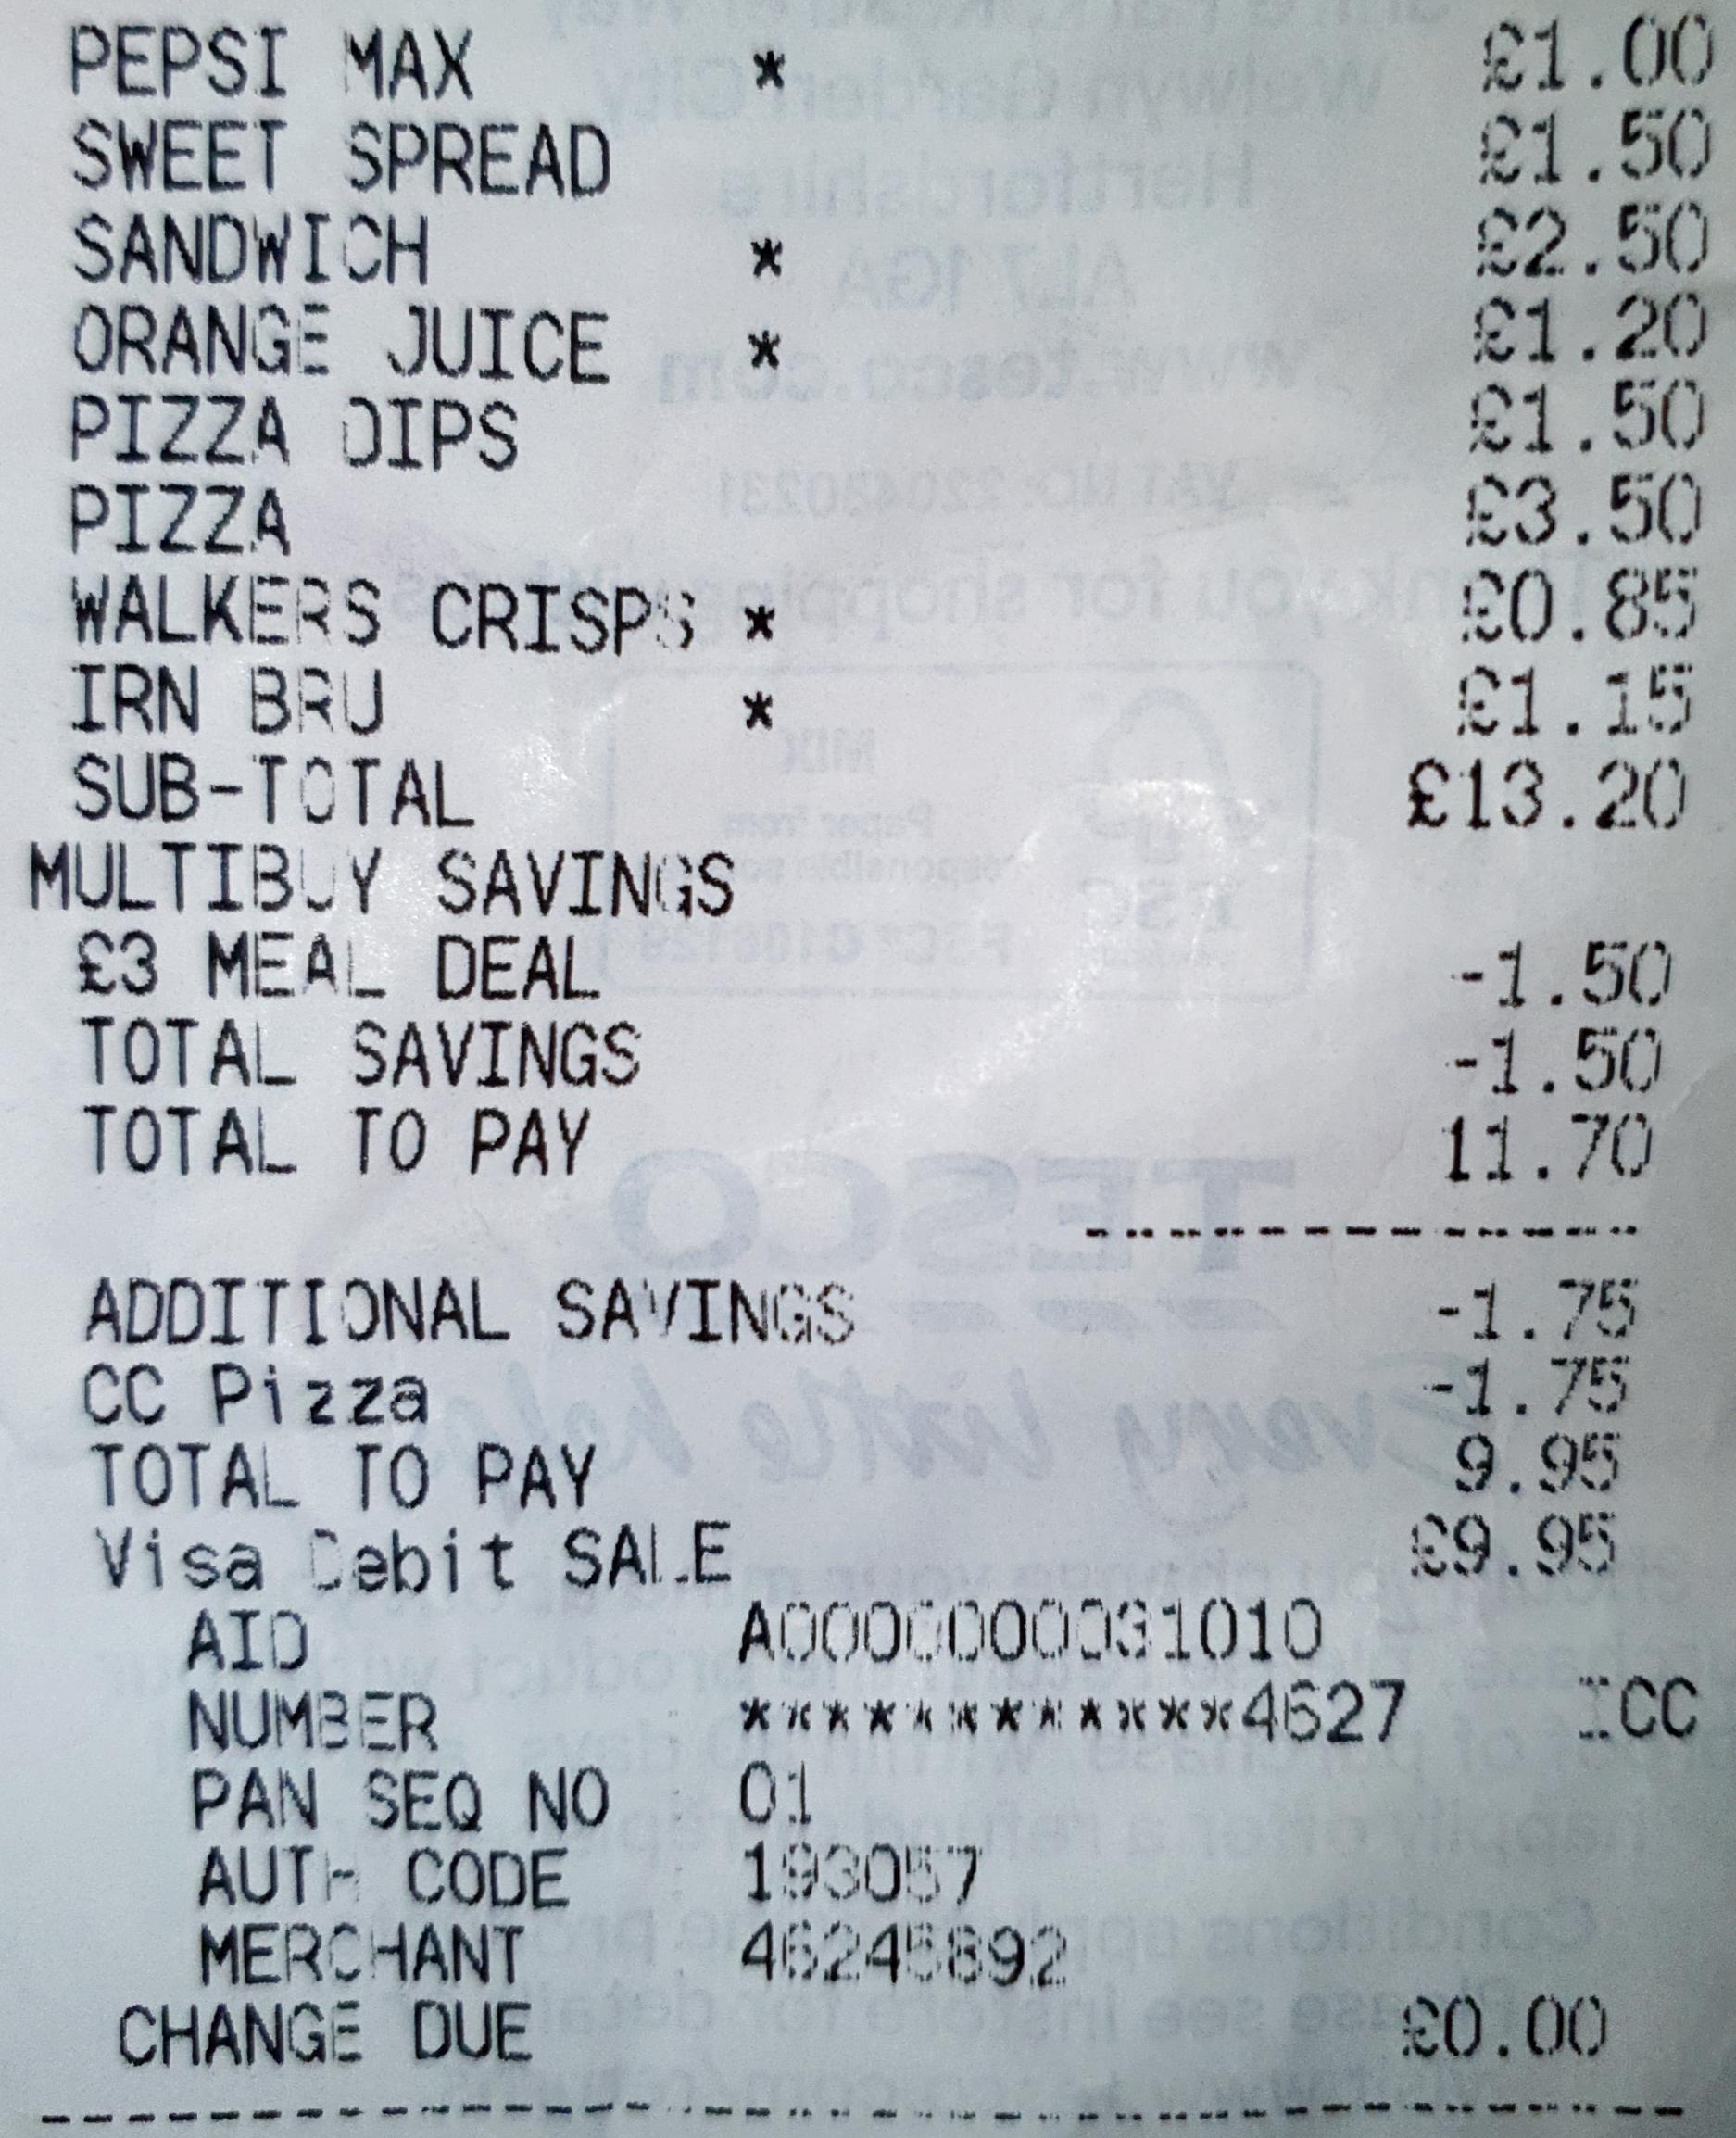 PEPSI MAX * £1.00
SWEET SPREAD £1.50
SANDWICH * £2.50
ORANGE JUICE * £1.20
PIZZA DIPS £1.50
PIZZA £3.50
WALKERS CRISPS * £0.85
IRN BRU * £1.15
SUB-TOTAL £13.20
MULTIBUY SAVINGS
£3 MEAL DEAL -1.50
TOTAL SAVINGS -1.50
TOTAL TO PAY 11.70
-------------
ADDITIONAL SAVINGS -1.75
CC Pizza -1.75
TOTAL TO PAY 9.95
Visa Debit SALE £9.95
AID A0000000031010
NUMBER ************4627 ICC
PAN SEQ NO 01
AUTH CODE 193057
MERCHANT 46245892
CHANGE DUE £0.00